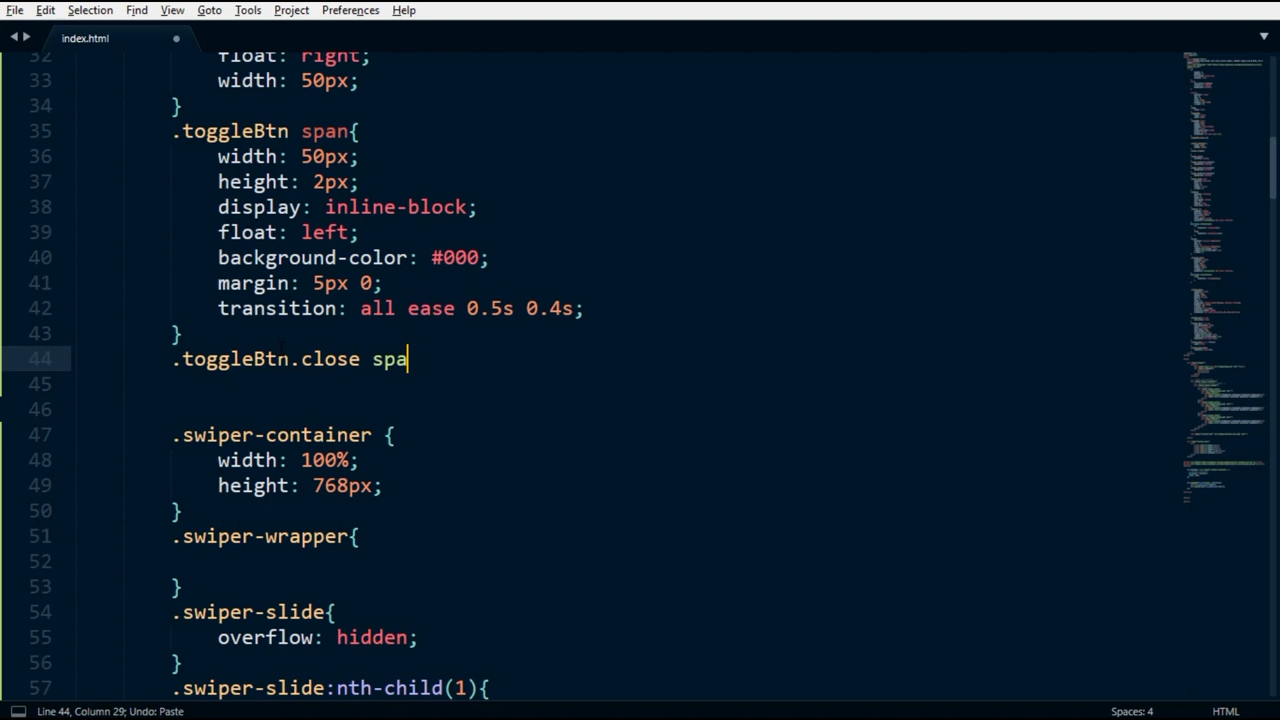 File Edit Selection Find View Goto Tools Project Preferences Help
index.html
32 float: right;
33 width: 50px;
34 }
35 .toggleBtn span{
36 width: 50px;
37 height: 2px;
38 display: inline-block;
39 float: left;
40 background-color: #000;
41 margin: 5px 0;
42 transition: all ease 0.5s 0.4s;
43 }
44 .toggleBtn.close spa
45
46
47 .swiper-container {
48 width: 100%;
49 height: 768px;
50 }
51 .swiper-wrapper{
52
53 }
54 .swiper-slide{
55 overflow: hidden;
56 }
57 .swiper-slide:nth-child(1){
Line 44, Column 29; Undo: Paste Spaces: 4 HTML